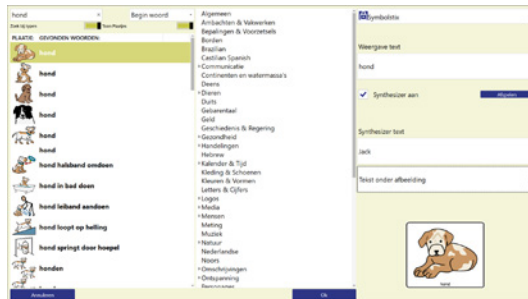 hond
Begin woord
Zoek bij typen
Toon Plaatjes
PLAATJE:
GEVONDEN WOORDEN:
hond
hond
hond
hond
hond
hond
hond halsband omdoen
hond in bad doen
hond leiband aandoen
hond loopt op helling
hond springt door hoepel
honden
honden
Annuleren
Algemeen
Ambachten & Vakwerken
Bepalingen & Voorzetsels
Borden
Brazilian
Castilian Spanish
Communicatie
Continenten en watermassa's
Deens
Dieren
Duits
Gebarentaal
Geld
Geschiedenis & Regering
Gezondheid
Handelingen
Hebrew
Kalender & Tijd
Kleding & Schoenen
Kleuren & Vormen
Letters & Cijfers
Logos
Media
Mensen
Meting
Muziek
Natuur
Nederlandse
Noors
Omschrijvingen
Ontspanning
Ok
Symbolstix
Weergave text
hond
Synthesizer aan
Afspelen
Synthesizer text
Jack
Tekst onder afbeelding
hond